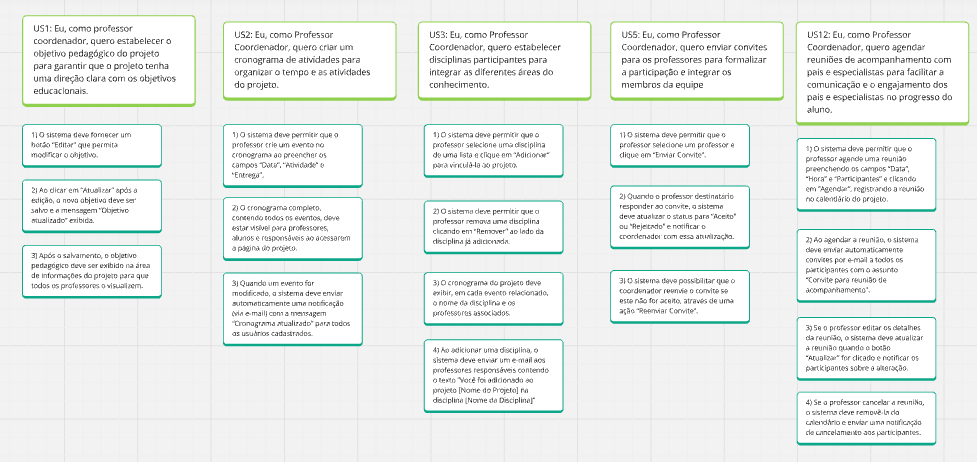 US1: Eu, como professor
coordenador, quero estabelecer o
objetivo pedagógico do projeto
para garantir que o projeto tenha
uma direção clara com os objetivos
educacionais.
1) O sistema deve fornecer um
botão "Editar" que permita
modificar o objetivo.
2) Ao clicar em "Atualizar" após a
edição, o novo objetivo deve ser
salvo e a mensagem "Objetivo
atualizado" exibida.
3) Após o salvamento, o objetivo
pedagógico deve ser exibido na área
de informações do projeto para que
todos os professores o visualizem.
US2: Eu, como Professor
Coordenador, quero criar um
cronograma de atividades para
organizar o tempo e as atividades
do projeto.
1) O sistema deve permitir que o
professor crie um evento no
cronograma ao preencher os
campos "Data", "Atividade" e
"Entrega".
2) O cronograma completo,
contendo todos os eventos, deve
estar visível para professores,
alunos e responsáveis ao acessarem
a página do projeto.
3) Quando um evento for
modificado, o sistema deve enviar
automaticamente uma notificação
(via e-mail) com a mensagem
"Cronograma atualizado" para todos
os usuários cadastrados.
US3: Eu, como Professor
Coordenador, quero estabelecer
disciplinas participantes para
integrar as diferentes áreas do
conhecimento.
1) O sistema deve permitir que o
professor selecione uma disciplina
de uma lista e clique em "Adicionar"
para vinculá-la ao projeto.
2) O sistema deve permitir que o
professor remova uma disciplina
clicando em "Remover" ao lado da
disciplina já adicionada.
3) O cronograma do projeto deve
exibir, em cada evento relacionado,
o nome da disciplina e os
professores associados.
4) Ao adicionar uma disciplina, o
sistema deve enviar um e-mail aos
professores responsáveis contendo
o texto "Você foi adicionado ao
projeto [Nome do Projeto] na
disciplina [Nome da Disciplina]"
US5: Eu, como Professor
Coordenador, quero enviar convites
para os professores para formalizar
a participação e integrar os
membros da equipe
1) O sistema deve permitir que o
professor selecione um professor e
clique em "Enviar Convite".
2) Quando o professor destinatário
responder ao convite, o sistema
deve atualizar o status para "Aceito"
ou "Rejeitado" e notificar o
coordenador com essa atualização.
3) O sistema deve possibilitar que o
coordenador reenvie o convite se
este não for aceito, através de uma
ação "Reenviar Convite".
US12: Eu, como Professor
Coordenador, quero agendar
reuniões de acompanhamento com
pais e especialistas para facilitar a
comunicação e o engajamento dos
pais e especialistas no progresso do
aluno.
1) O sistema deve permitir que o
professor agende uma reunião
preenchendo os campos "Data",
"Hora" e "Participantes" e clicando
em "Agendar", registrando a reunião
no calendário do projeto.
2) Ao agendar a reunião, o sistema
deve enviar automaticamente
convites por e-mail a todos os
participantes com o assunto
"Convite para reunião de
acompanhamento".
3) Se o professor editar os detalhes
da reunião, o sistema deve atualizar
a reunião quando o botão
"Atualizar" for clicado e notificar os
participantes sobre a alteração.
4) Se o professor cancelar a reunião,
o sistema deve removê-la do
calendário e enviar uma notificação
de cancelamento aos participantes.